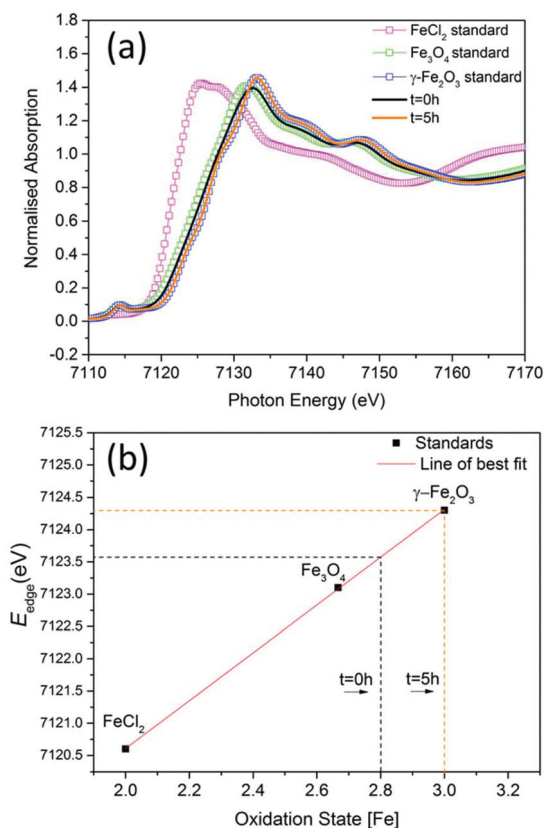 (a)
FeCl₂ standard
Fe₃O₄ standard
γ-Fe₂O₃ standard
t=0h
t=5h
1.8
1.6
1.4
1.2
1.0
0.8
0.6
0.4
0.2
0.0
-0.2
Normalised Absorption
7110 7120 7130 7140 7150 7160 7170
Photon Energy (eV)
(b)
Standards
Line of best fit
γ–Fe₂O₃
Fe₃O₄
FeCl₂
t=0h
t=5h
7125.5
7125.0
7124.5
7124.0
7123.5
7123.0
7122.5
7122.0
7121.5
7121.0
7120.5
E_edge(eV)
2.0 2.2 2.4 2.6 2.8 3.0 3.2
Oxidation State [Fe]